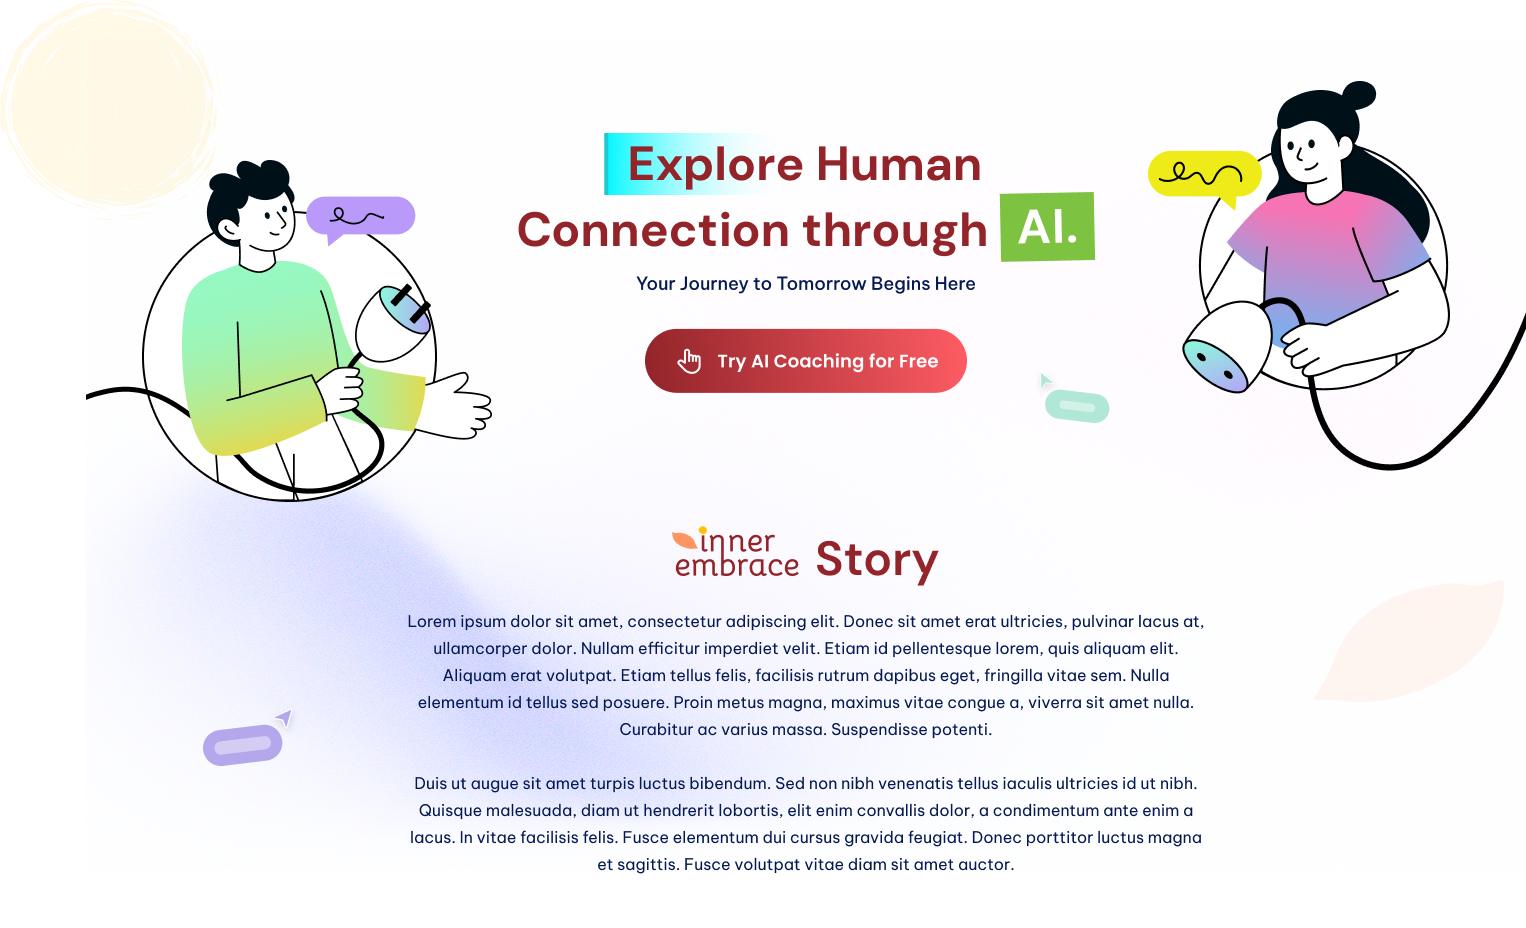 Explore Human
Connection through AI.
Your Journey to Tomorrow Begins Here
Try AI Coaching for Free
inner
embrace Story
Lorem ipsum dolor sit amet, consectetur adipiscing elit. Donec sit amet erat ultricies, pulvinar lacus at,
ullamcorper dolor. Nullam efficitur imperdiet velit. Etiam id pellentesque lorem, quis aliquam elit.
Aliquam erat volutpat. Etiam tellus felis, facilisis rutrum dapibus eget, fringilla vitae sem. Nulla
elementum id tellus sed posuere. Proin metus magna, maximus vitae congue a, viverra sit amet nulla.
Curabitur ac varius massa. Suspendisse potenti.
Duis ut augue sit amet turpis luctus bibendum. Sed non nibh venenatis tellus iaculis ultricies id ut nibh.
Quisque malesuada, diam ut hendrerit lobortis, elit enim convallis dolor, a condimentum ante enim a
lacus. In vitae facilisis felis. Fusce elementum dui cursus gravida feugiat. Donec porttitor luctus magna
et sagittis. Fusce volutpat vitae diam sit amet auctor.